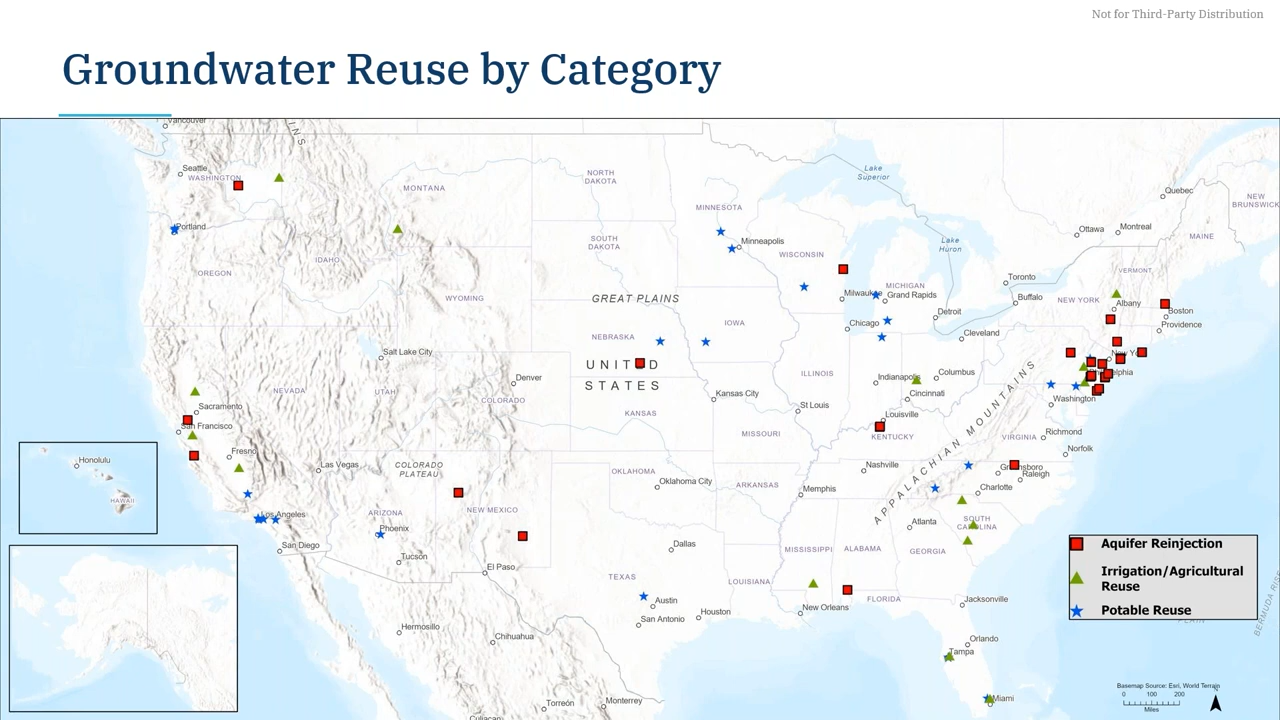 Not for Third-Party Distribution
Groundwater Reuse by Category
Vancouver
Seattle
WASHINGTON
Portland
OREGON
IDAHO
MONTANA
NORTH
DAKOTA
SOUTH
DAKOTA
MINNESOTA
Minneapolis
WISCONSIN
Lake
Superior
Lake
Huron
Quebec
Ottawa
Montreal
NEW
BRUNSWICK
MAINE
VERMONT
Toronto
Buffalo
NEW YORK
Albany
Boston
Providence
MICHIGAN
Grand Rapids
Milwaukee
Detroit
Chicago
Cleveland
WYOMING
GREAT PLAINS
NEBRASKA
IOWA
UNITED
STATES
Salt Lake City
NEVADA
UTAH
Denver
COLORADO
KANSAS
Kansas City
MISSOURI
St Louis
ILLINOIS
Indianapolis
Columbus
Cincinnati
Louisville
KENTUCKY
Washington
Richmond
VIRGINIA
Norfolk
Sacramento
San Francisco
Fresno
Las Vegas
COLORADO
PLATEAU
Los Angeles
San Diego
ARIZONA
Phoenix
Tucson
NEW MEXICO
El Paso
OKLAHOMA
Oklahoma City
ARKANSAS
Memphis
Nashville
APPALACHIAN MOUNTAINS
Greensboro
Raleigh
Charlotte
SOUTH
CAROLINA
Atlanta
GEORGIA
ALABAMA
MISSISSIPPI
LOUISIANA
Dallas
TEXAS
Austin
San Antonio
Houston
New Orleans
FLORIDA
Jacksonville
Orlando
Tampa
Miami
Hermosillo
Chihuahua
Torreón
Monterrey
Culiacan
Honolulu
HAWAII
Aquifer Reinjection
Irrigation/Agricultural
Reuse
Potable Reuse
Basemap Source: Esri, World Terrain
0 100 200
Miles